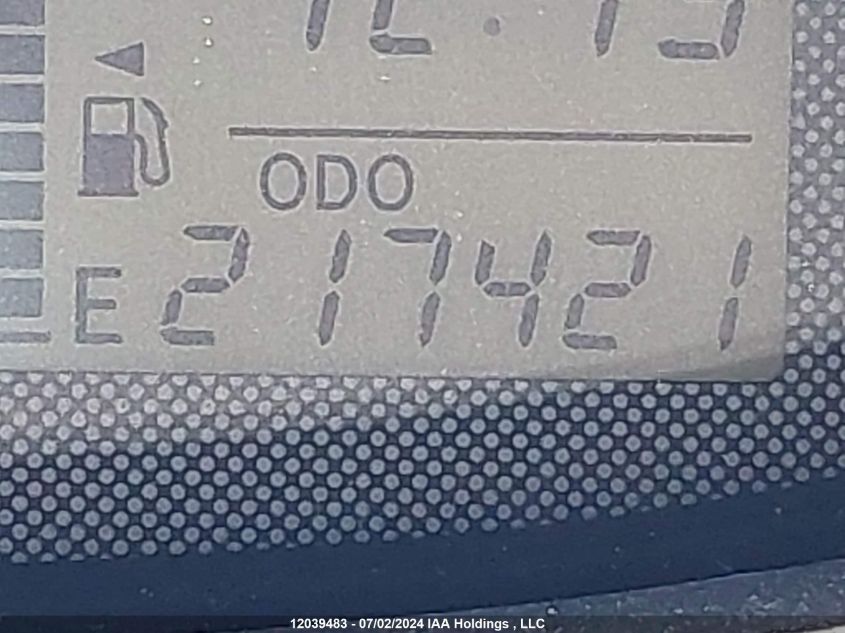 ODO
E 217421
12039483 - 07/02/2024 IAA Holdings , LLC